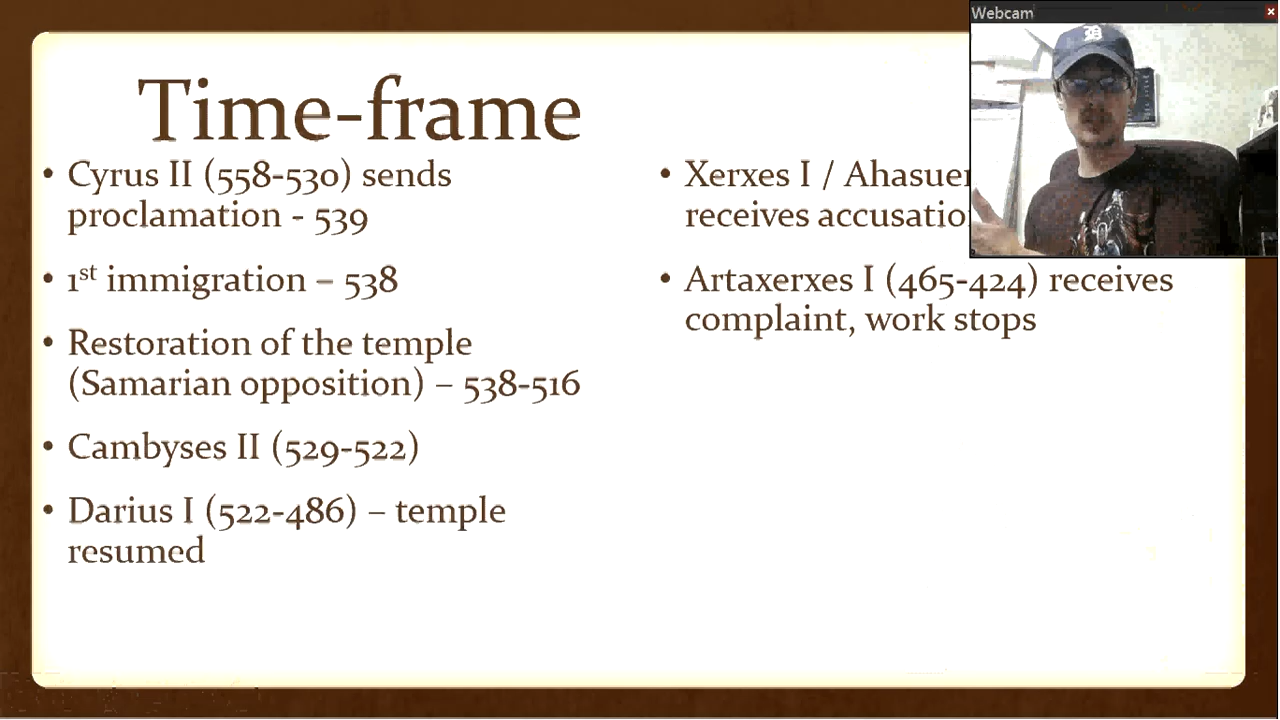 Webcam
Time-frame
• Cyrus II (558-530) sends
proclamation - 539
• 1st immigration – 538
• Restoration of the temple
(Samarian opposition) – 538-516
• Cambyses II (529-522)
• Darius I (522-486) – temple
resumed
• Xerxes I /
receives
• Artaxerxes I (465-424) receives
complaint, work stops